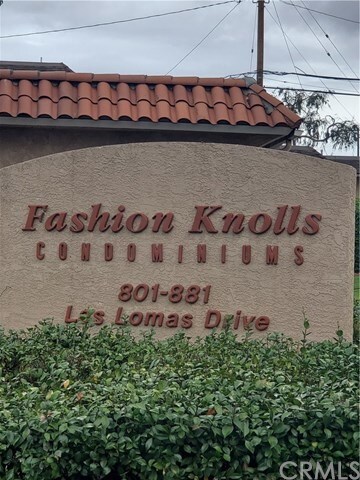 Fashion Knolls
CONDOMINIUMS
801-881
Las Lomas Drive
CRMLS